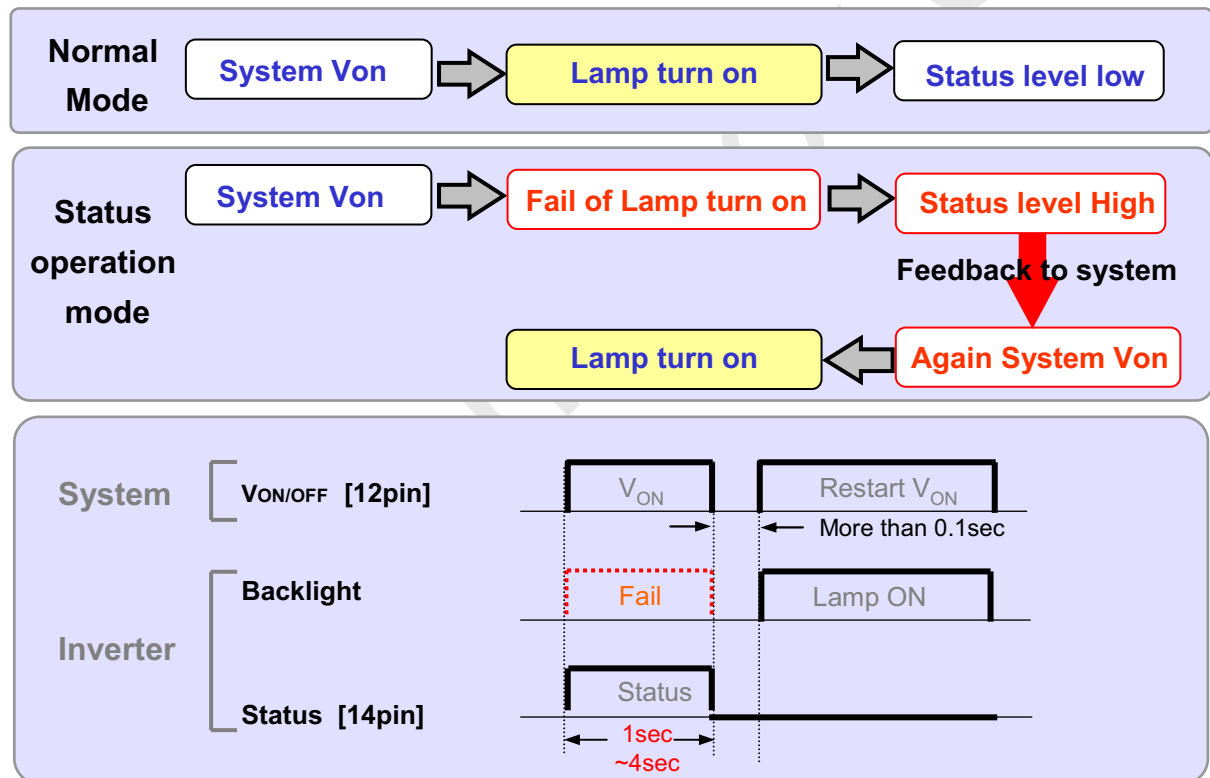 Normal
Mode
System Von
Lamp turn on
Status level low
Status
operation
mode
System Von
Fail of Lamp turn on
Status level High
Feedback to system
Lamp turn on
Again System Von
System
VON/OFF [12pin]
VON
Restart VON
More than 0.1sec
Inverter
Backlight
Fail
Lamp ON
Status [14pin]
Status
1sec
~4sec